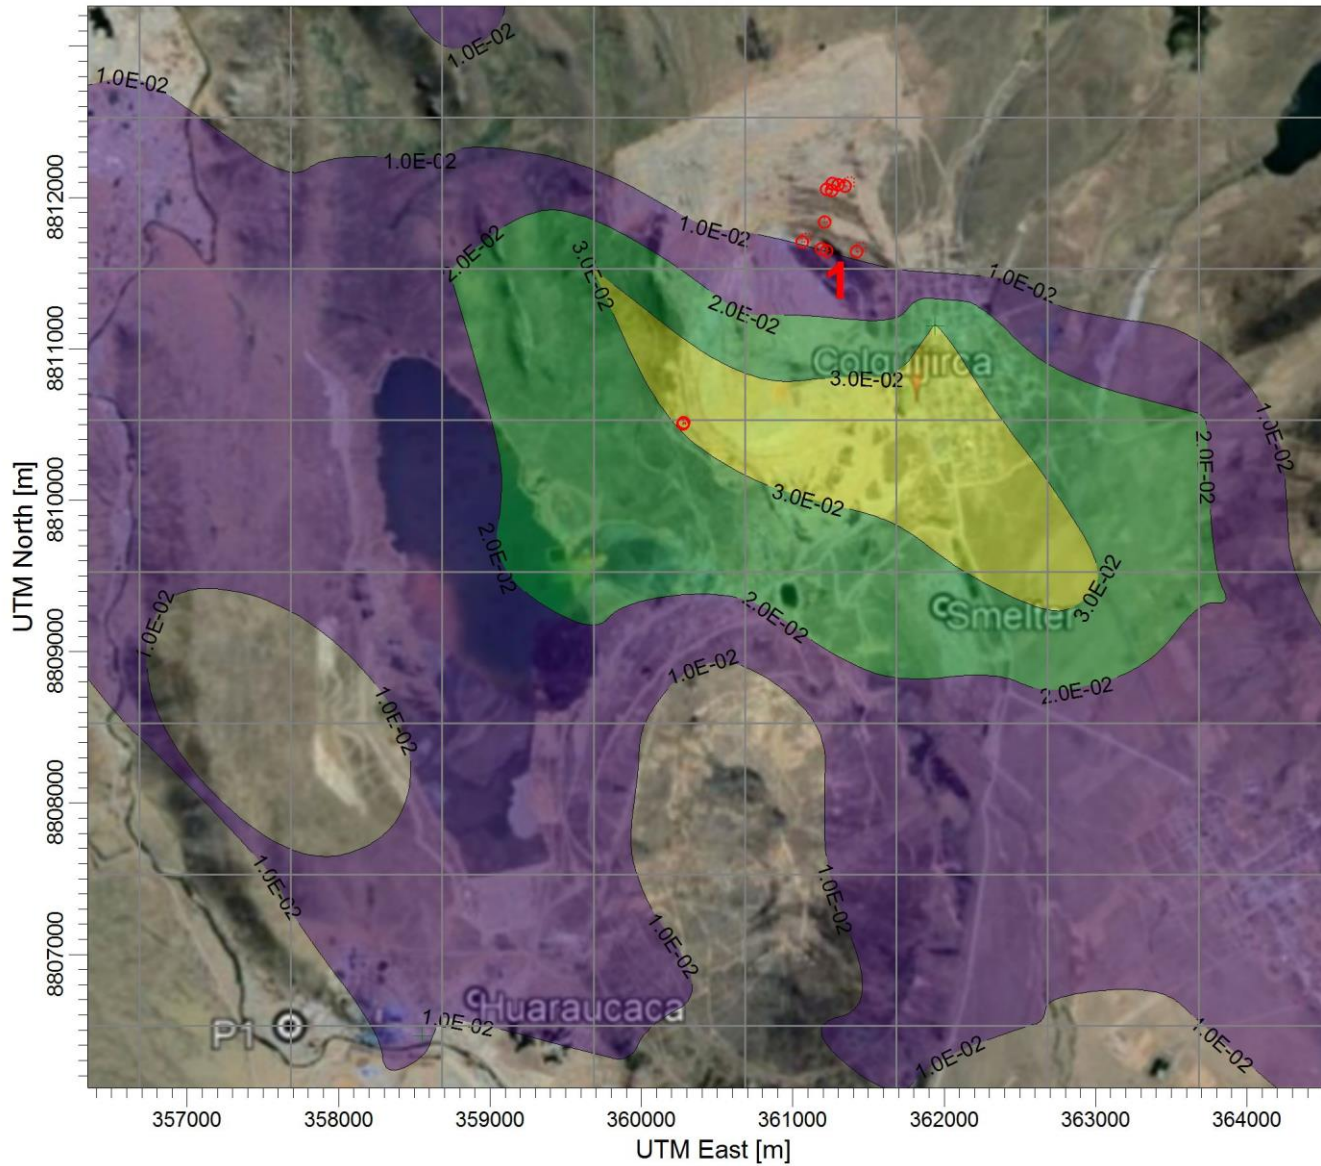 1.0E-02
1.0E-02
1.0E-02
1.0E-02
2.0E-02
3.0E-02
1.0E-02
2.0E-02
1
Colquijirca
3.0E-02
1.0E-02
2.0E-02
3.0E-02
2.0E-02
Smelter
3.0E-02
1.0E-02
2.0E-02
1.0E-02
2.0E-02
1.0E-02
1.0E-02
1.0E-02
1.0E-02
Huaraucaca
P1
1.0E-02
1.0E-02
1.0E-02
8812000
8811000
8810000
8809000
8808000
8807000
UTM North [m]
357000 358000 359000 360000 361000 362000 363000 364000
UTM East [m]